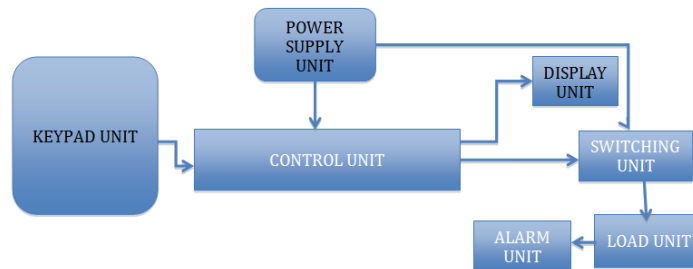 POWER
SUPPLY
UNIT
DISPLAY
UNIT
KEYPAD UNIT
CONTROL UNIT
SWITCHING
UNIT
ALARM
UNIT
LOAD UNIT